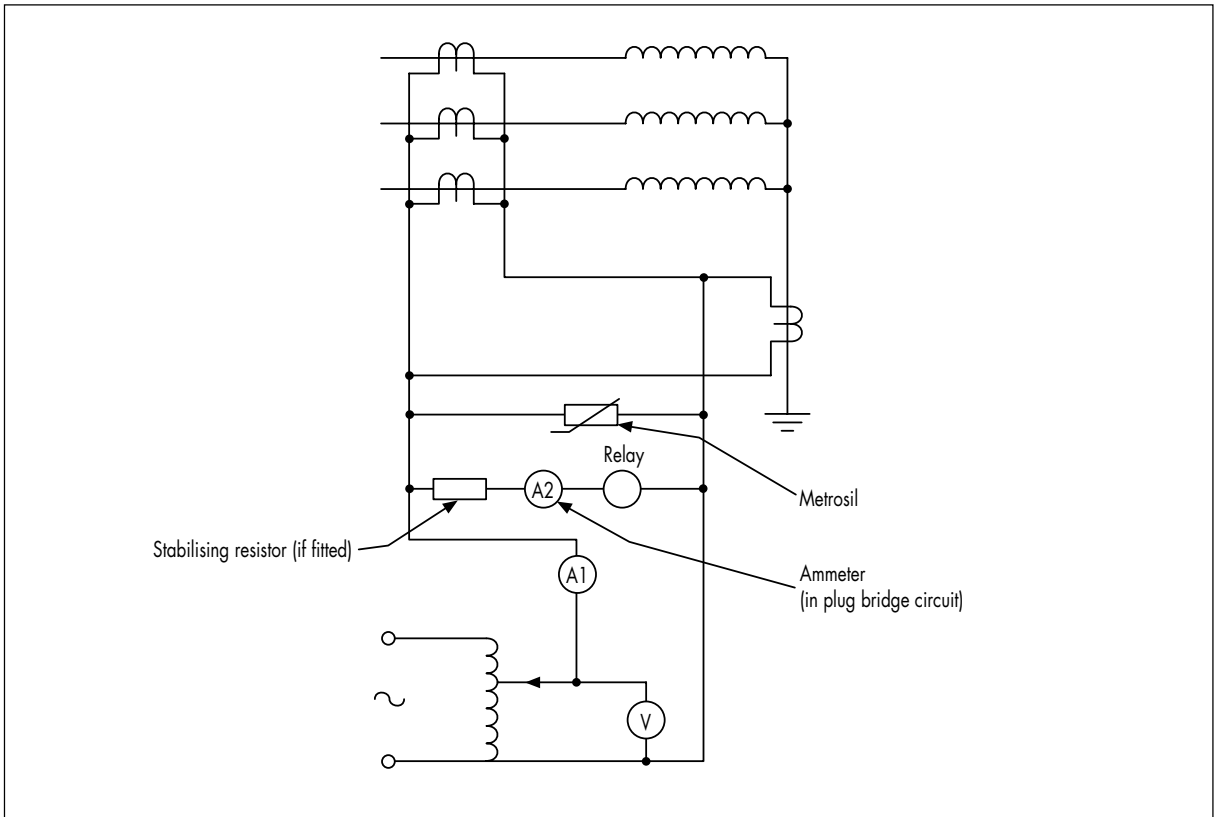 Relay
A2
Metrosil
Stabilising resistor (if fitted)
A1
Ammeter
(in plug bridge circuit)
V